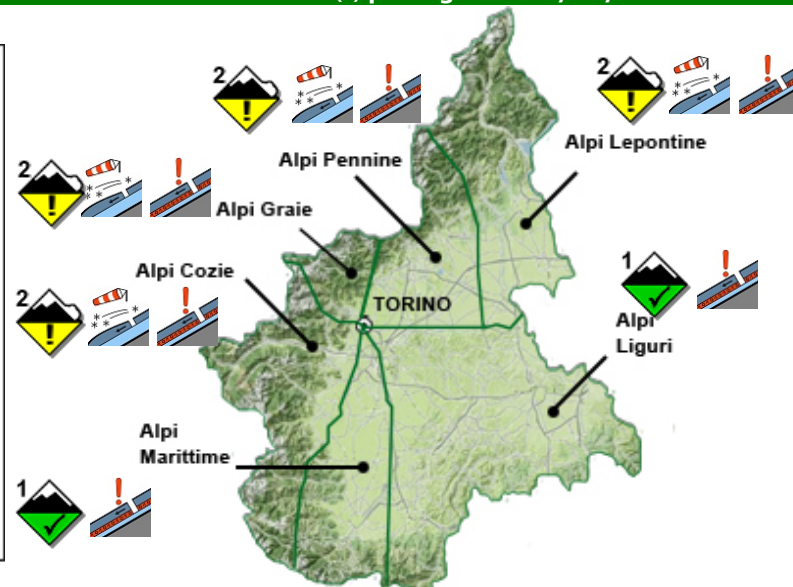 2
2
Alpi Lepontine
Alpi Pennine
2
Alpi Graie
Alpi Cozie
1
2
TORINO
Alpi
Liguri
Alpi
Marittime
1